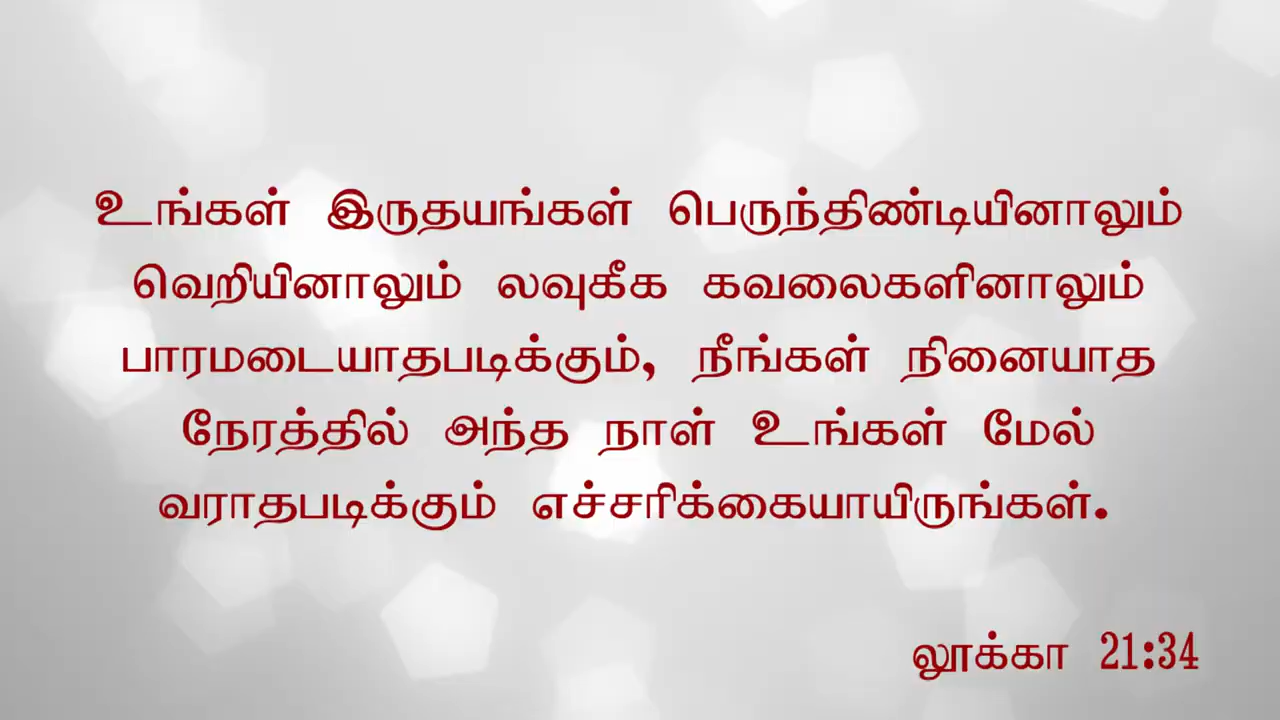 உங்கள் இருதயங்கள் பெருந்திண்டியினாலும்
வெறியினாலும் லவுகீக கவலைகளினாலும்
பாரமடையாதபடிக்கும், நீங்கள் நினையாத
நேரத்தில் அந்த நாள் உங்கள் மேல்
வராதபடிக்கும் எச்சரிக்கையாயிருங்கள்.
லூக்கா 21:34